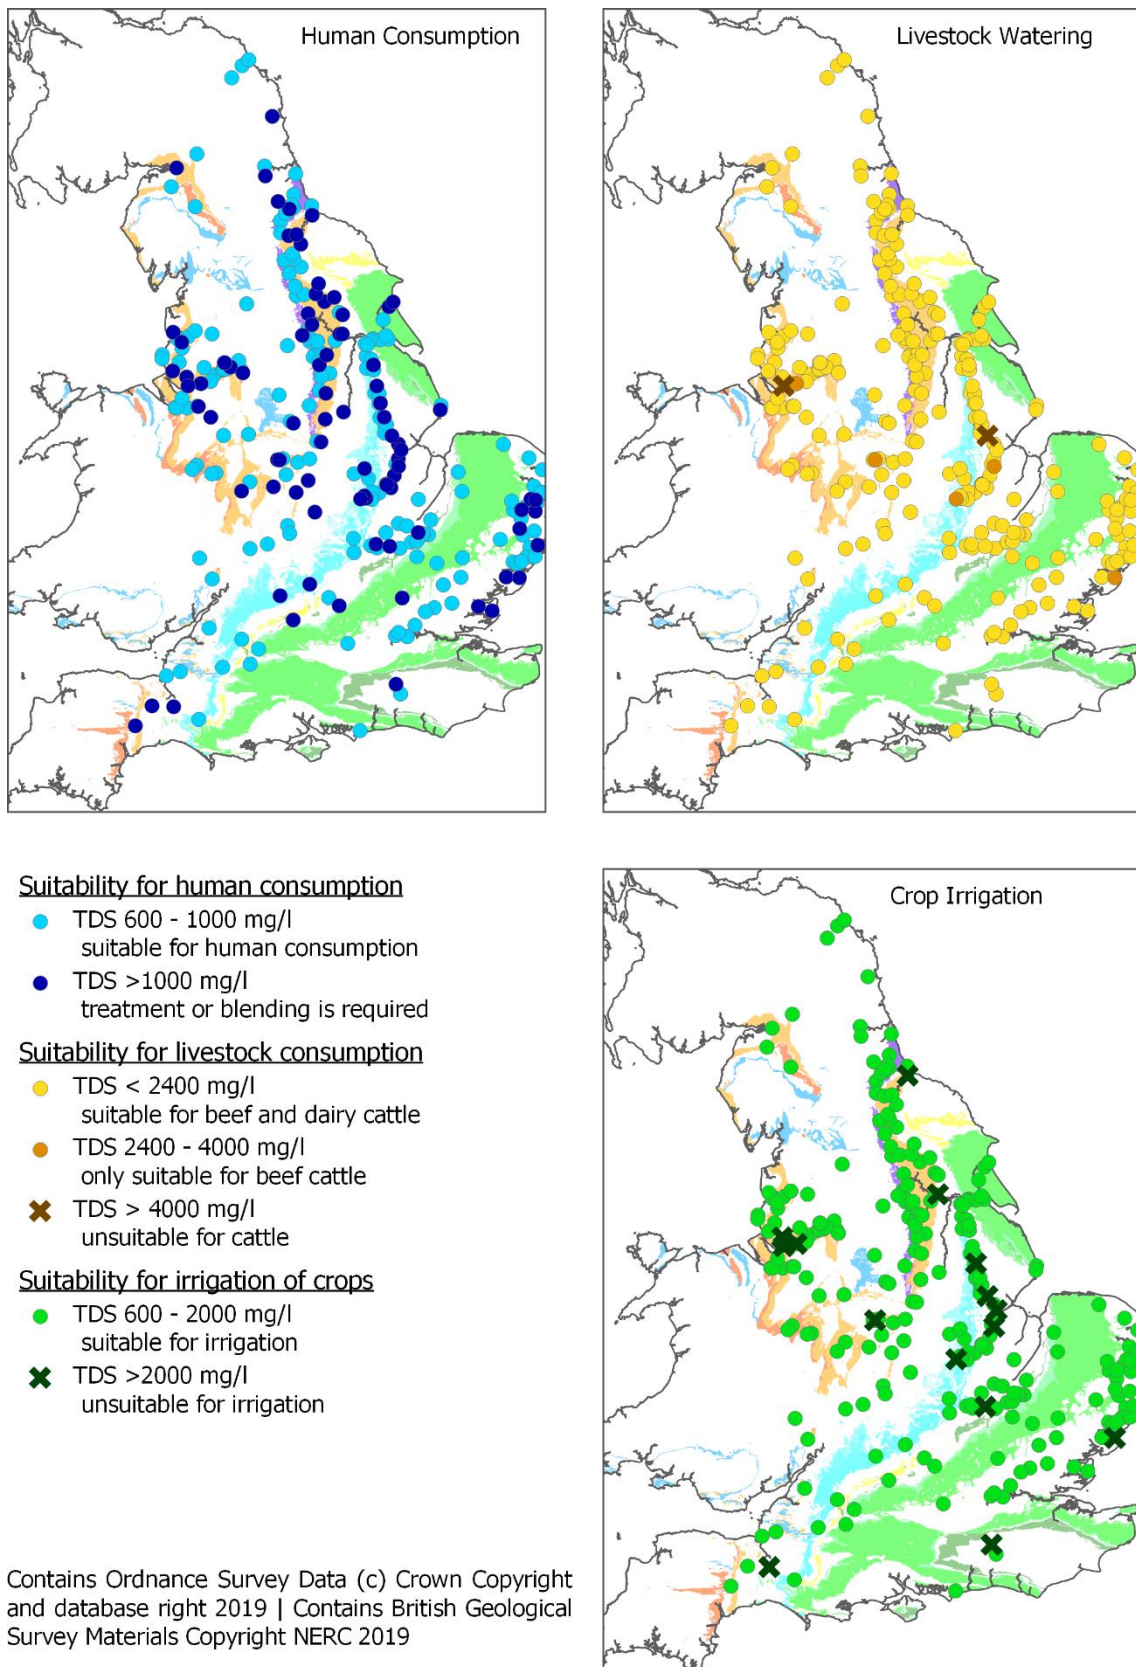 Human Consumption
Livestock Watering
Suitability for human consumption
TDS 600 - 1000 mg/l
suitable for human consumption
TDS >1000 mg/l
treatment or blending is required
Suitability for livestock consumption
TDS < 2400 mg/l
suitable for beef and dairy cattle
TDS 2400 - 4000 mg/l
only suitable for beef cattle
TDS > 4000 mg/l
unsuitable for cattle
Suitability for irrigation of crops
TDS 600 - 2000 mg/l
suitable for irrigation
TDS >2000 mg/l
unsuitable for irrigation
Crop Irrigation
Contains Ordnance Survey Data (c) Crown Copyright
and database right 2019 | Contains British Geological
Survey Materials Copyright NERC 2019